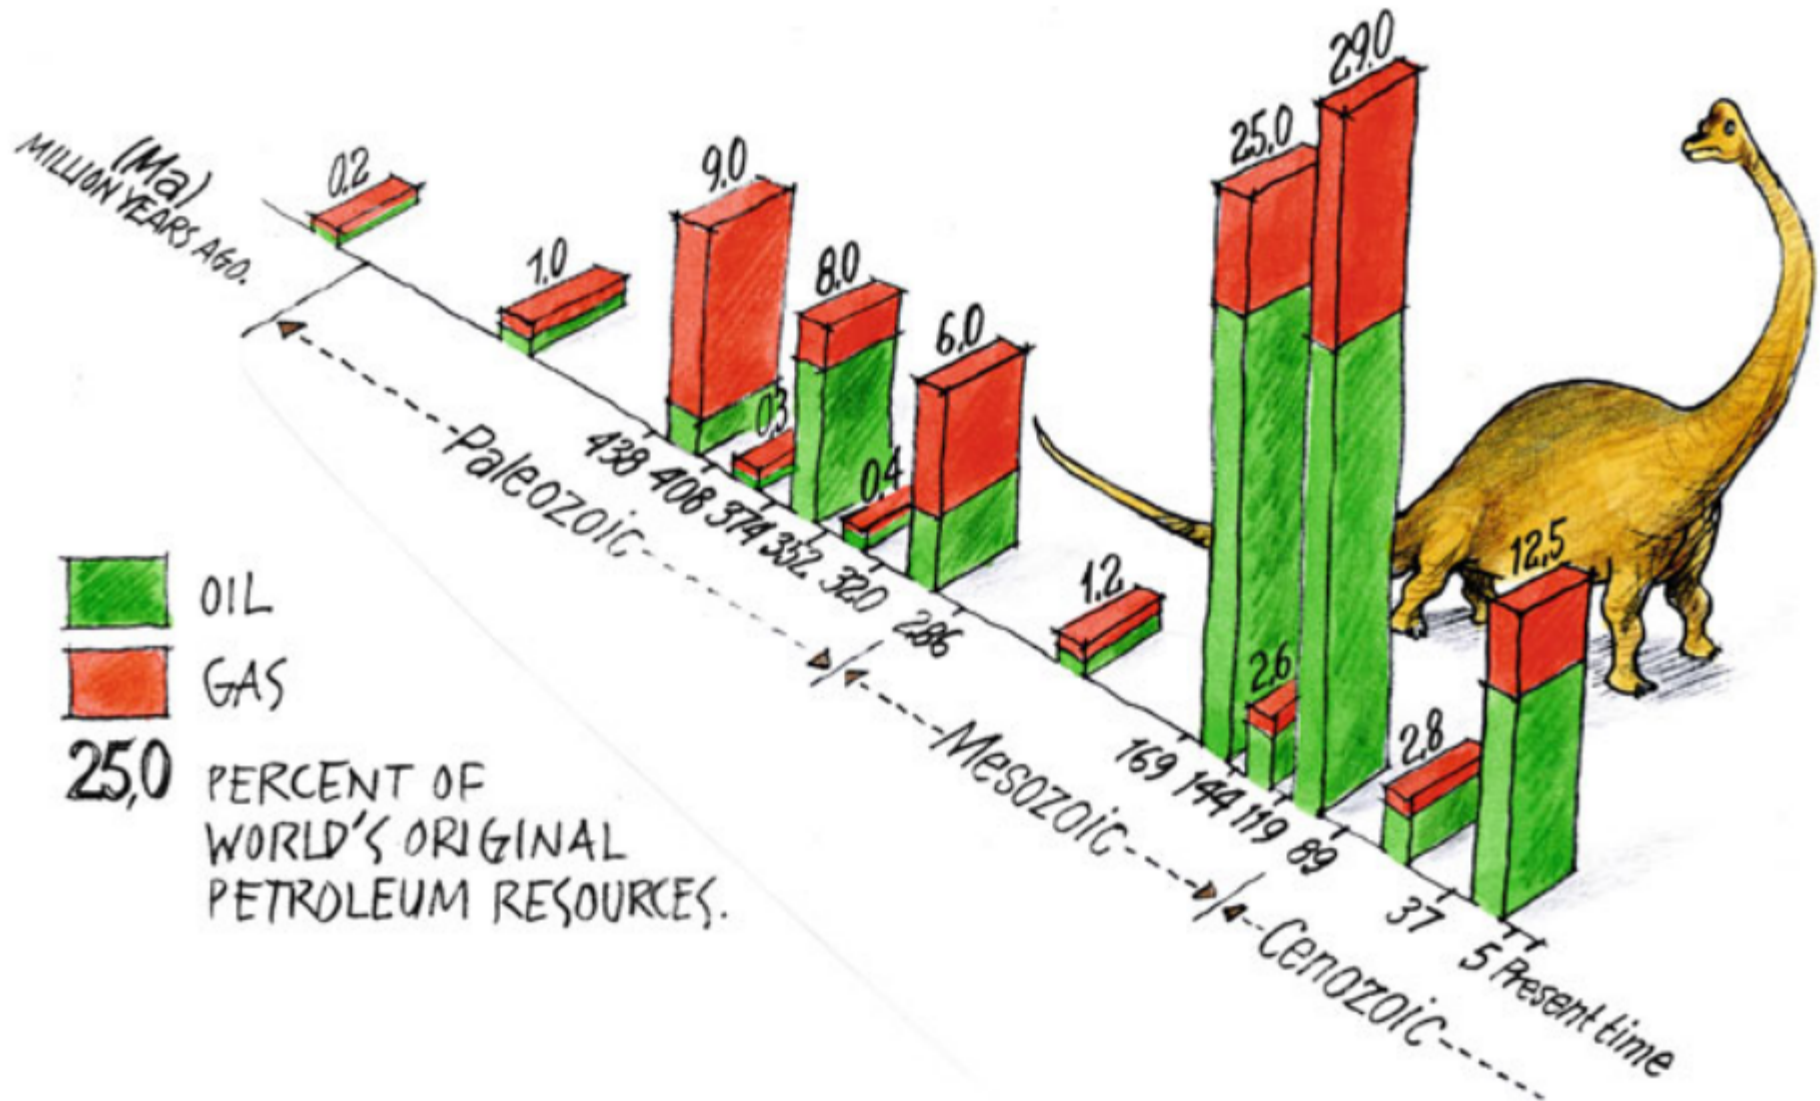 (Ma)
MILLION YEARS AGO.
0.2
1.0
9.0
0.3
8.0
0.4
6.0
1.2
25.0
2.6
29.0
2.8
12.5
438 408 374 352 320 286
169 144 119 89 37 5 Present time
Paleozoic
Mesozoic
Cenozoic
OIL
GAS
25,0 PERCENT OF
WORLD'S ORIGINAL
PETROLEUM RESOURCES.